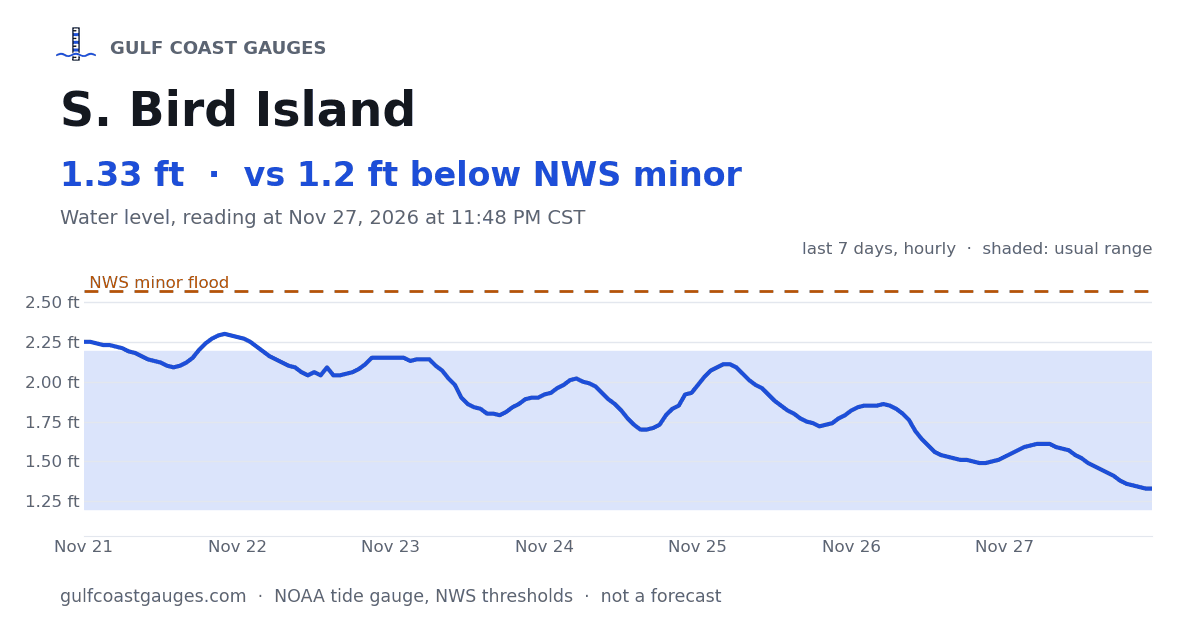 GULF COAST GAUGES
S. Bird Island
1.33 ft · vs 1.2 ft below NWS minor
Water level, reading at Nov 27, 2026 at 11:48 PM CST
last 7 days, hourly · shaded: usual range
NWS minor flood
2.50 ft
2.25 ft
2.00 ft
1.75 ft
1.50 ft
1.25 ft
Nov 21 Nov 22 Nov 23 Nov 24 Nov 25 Nov 26 Nov 27
gulfcoastgauges.com · NOAA tide gauge, NWS thresholds · not a forecast